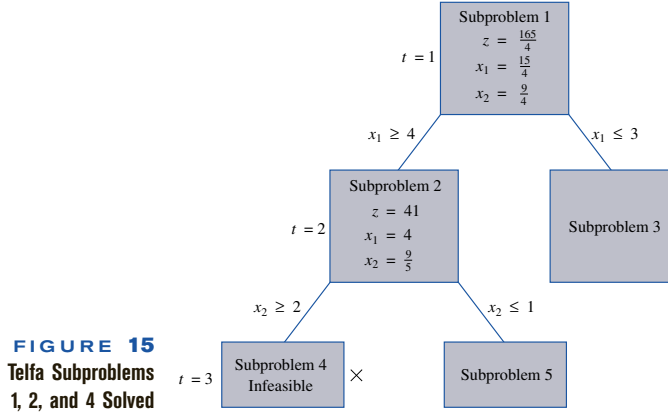 Subproblem 1
z = 165/4
t = 1
x₁ = 15/4
x₂ = 9/4
x₁ ≥ 4
x₁ ≤ 3
Subproblem 2
z = 41
t = 2
x₁ = 4
x₂ = 9/5
Subproblem 3
x₂ ≥ 2
x₂ ≤ 1
FIGURE 15
Telfa Subproblems
1, 2, and 4 Solved
t = 3
Subproblem 4
Infeasible
×
Subproblem 5